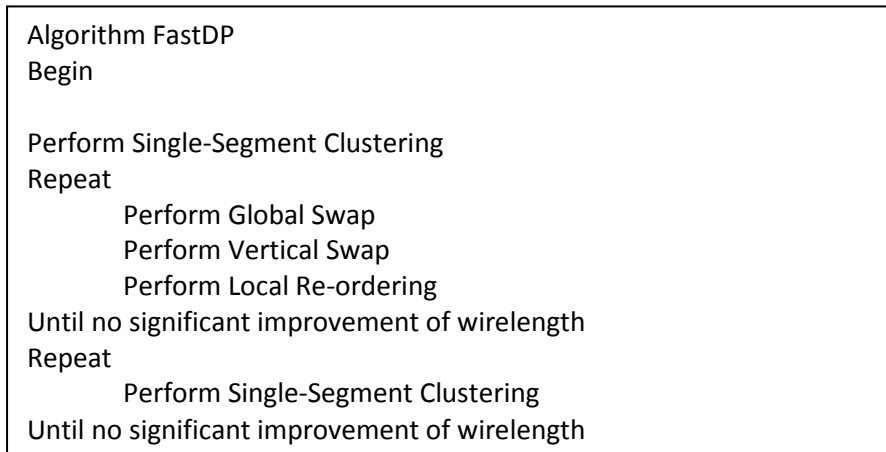 Algorithm FastDP
Begin
Perform Single-Segment Clustering
Repeat
Perform Global Swap
Perform Vertical Swap
Perform Local Re-ordering
Until no significant improvement of wirelength
Repeat
Perform Single-Segment Clustering
Until no significant improvement of wirelength